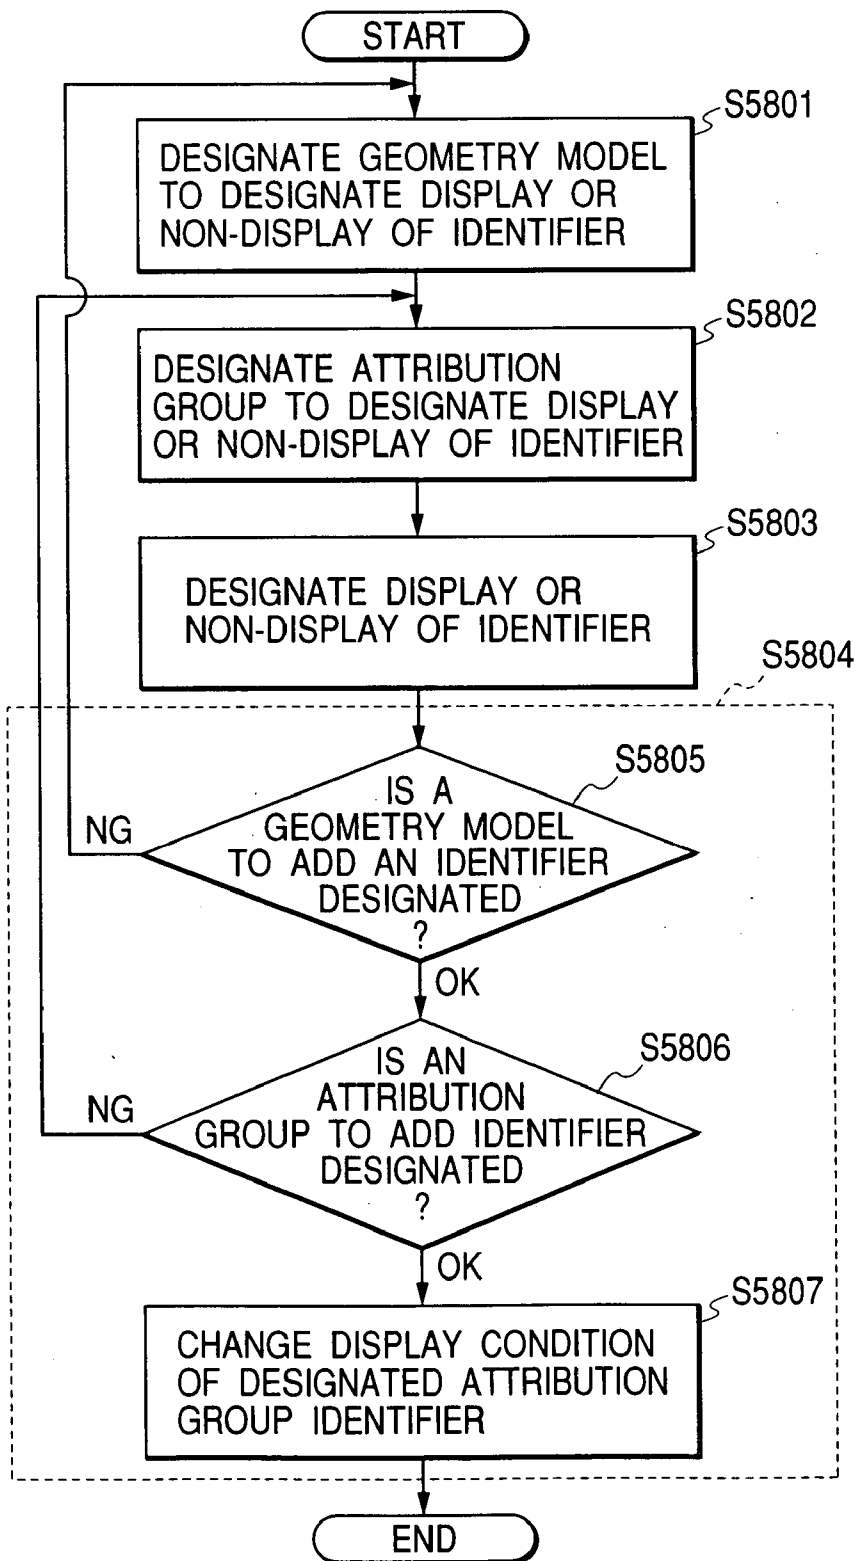 START
S5801
DESIGNATE GEOMETRY MODEL
TO DESIGNATE DISPLAY OR
NON-DISPLAY OF IDENTIFIER
S5802
DESIGNATE ATTRIBUTION
GROUP TO DESIGNATE DISPLAY
OR NON-DISPLAY OF IDENTIFIER
S5803
DESIGNATE DISPLAY OR
NON-DISPLAY OF IDENTIFIER
S5804
S5805
IS A
GEOMETRY MODEL
TO ADD AN IDENTIFIER
DESIGNATED
?
NG
OK
S5806
IS AN
ATTRIBUTION
GROUP TO ADD IDENTIFIER
DESIGNATED
?
NG
OK
S5807
CHANGE DISPLAY CONDITION
OF DESIGNATED ATTRIBUTION
GROUP IDENTIFIER
END